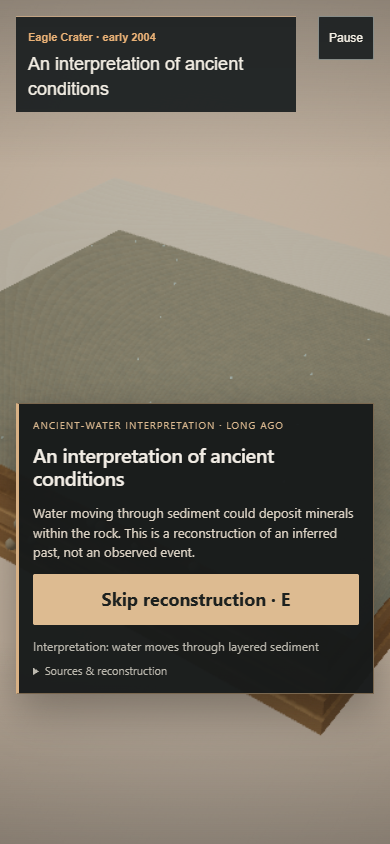 Eagle Crater · early 2004
An interpretation of ancient
conditions
Pause
ANCIENT-WATER INTERPRETATION · LONG AGO
An interpretation of ancient
conditions
Water moving through sediment could deposit minerals
within the rock. This is a reconstruction of an inferred
past, not an observed event.
Skip reconstruction · E
Interpretation: water moves through layered sediment
▶ Sources & reconstruction